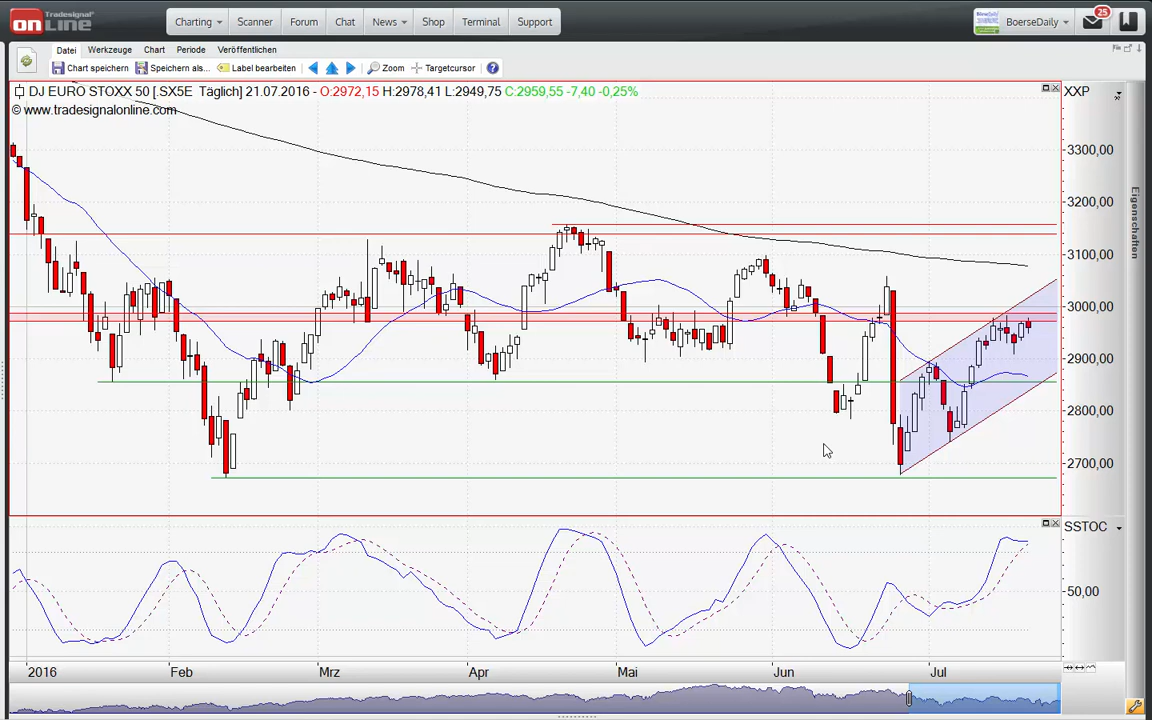 Tradesignal
onLine
Charting
Scanner
Forum
Chat
News
Shop
Terminal
Support
BoerseDaily
25
Datei Werkzeuge Chart Periode Veröffentlichen
Chart speichern Speichern als... Label bearbeiten Zoom Targetcursor
DJ EURO STOXX 50 [.SX5E Täglich] 21.07.2016 - O:2972,15 H:2978,41 L:2949,75 C:2959,55 -7,40 -0,25%
© www.tradesignalonline.com
XXP
3300,00
3200,00
3100,00
3000,00
2900,00
2800,00
2700,00
Eigenschaften
SSTOC
50,00
2016 Feb Mrz Apr Mai Jun Jul